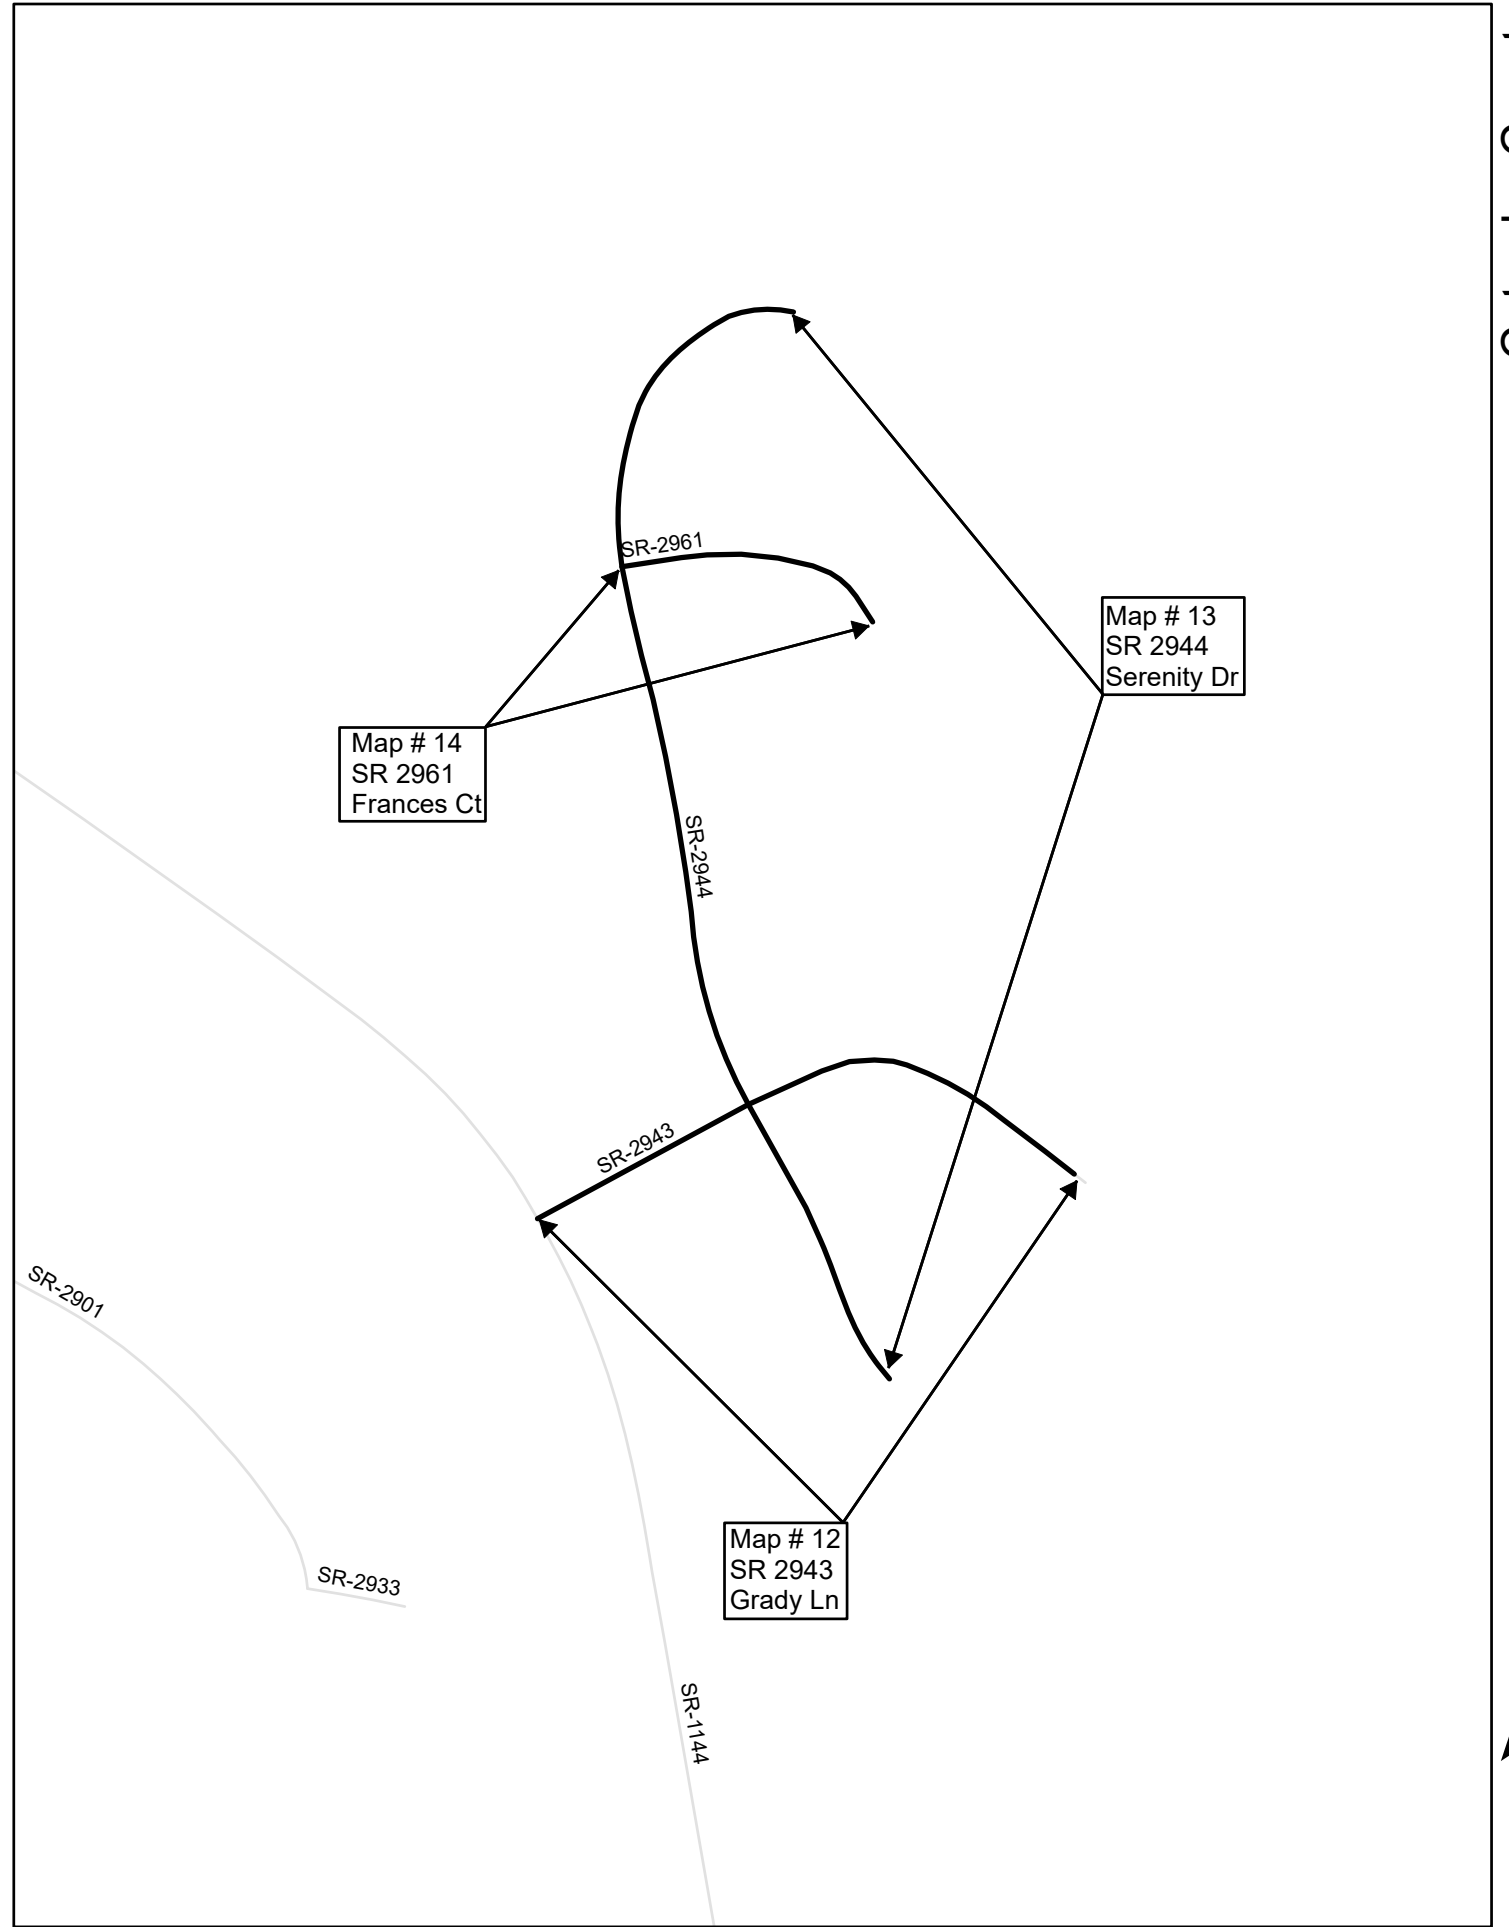 SR-2961
Map # 13
SR 2944
Serenity Dr
Map # 14
SR 2961
Frances Ct
SR-2944
SR-2943
SR-2901
Map # 12
SR 2943
Grady Ln
SR-2933
SR-1144